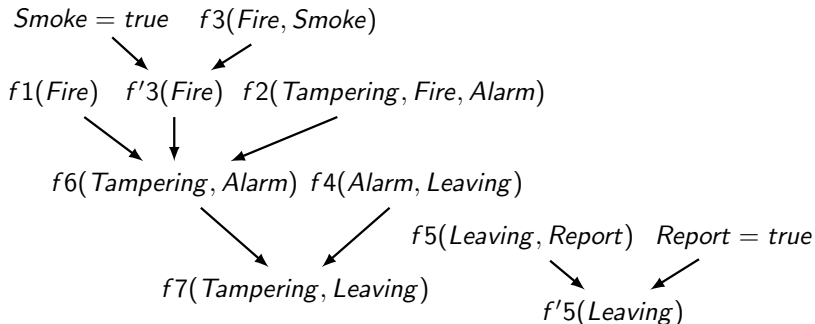 Smoke = true f3(Fire, Smoke)
f1(Fire) f'3(Fire) f2(Tampering, Fire, Alarm)
f6(Tampering, Alarm) f4(Alarm, Leaving)
f5(Leaving, Report) Report = true
f7(Tampering, Leaving)
f'5(Leaving)